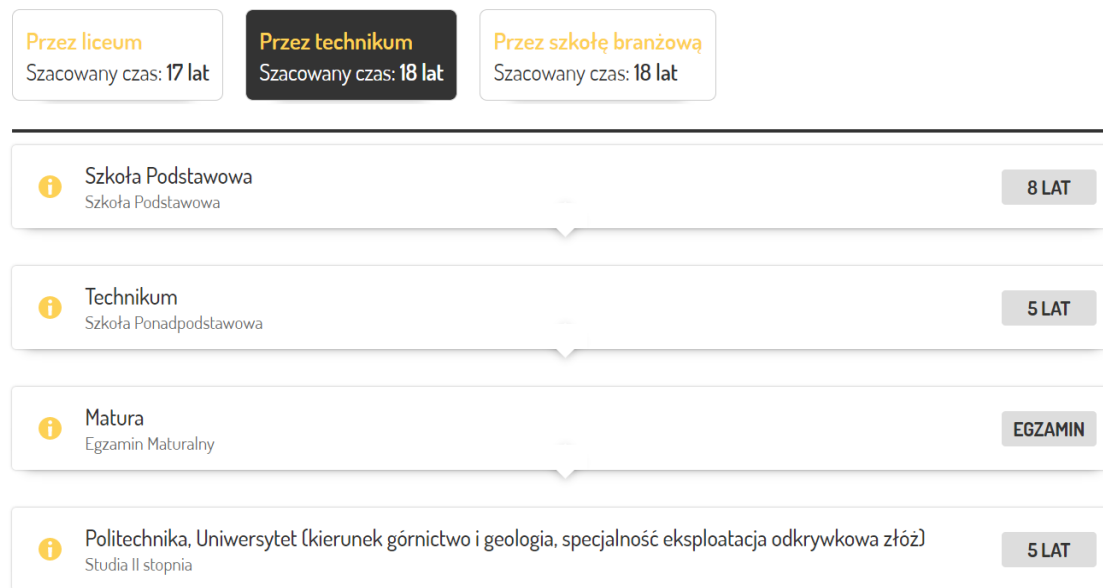 Przez liceum
Szacowany czas: 17 lat
Przez technikum
Szacowany czas: 18 lat
Przez szkołę branżową
Szacowany czas: 18 lat
Szkoła Podstawowa
Szkoła Podstawowa
8 LAT
Technikum
Szkoła Ponadpodstawowa
5 LAT
Matura
Egzamin Maturalny
EGZAMIN
Politechnika, Uniwersytet (kierunek górnictwo i geologia, specjalność eksploatacja odkrywkowa złóż)
Studia II stopnia
5 LAT